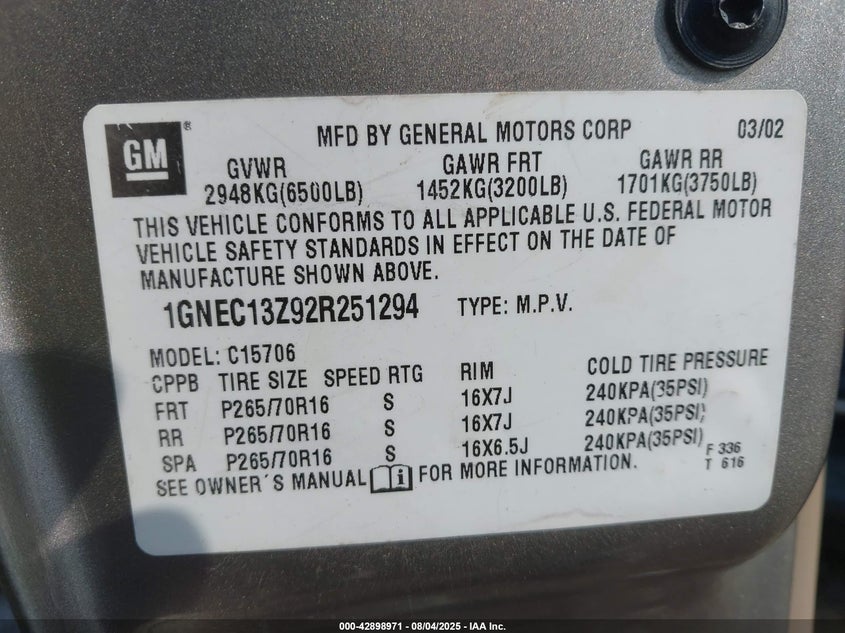 GM ® MFD BY GENERAL MOTORS CORP 03/02
GVWR GAWR FRT GAWR RR
2948KG(6500LB) 1452KG(3200LB) 1701KG(3750LB)
THIS VEHICLE CONFORMS TO ALL APPLICABLE U.S. FEDERAL MOTOR
VEHICLE SAFETY STANDARDS IN EFFECT ON THE DATE OF
MANUFACTURE SHOWN ABOVE.
1GNEC13Z92R251294 TYPE: M.P.V.
MODEL: C15706
CPPB TIRE SIZE SPEED RTG RIM COLD TIRE PRESSURE
FRT P265/70R16 S 16X7J 240KPA(35PSI)
RR P265/70R16 S 16X7J 240KPA(35PSI)
SPA P265/70R16 S 16X6.5J 240KPA(35PSI)
SEE OWNER´S MANUAL i FOR MORE INFORMATION.
F 336
T 616
000-42898971 - 08/04/2025 - IAA Inc.